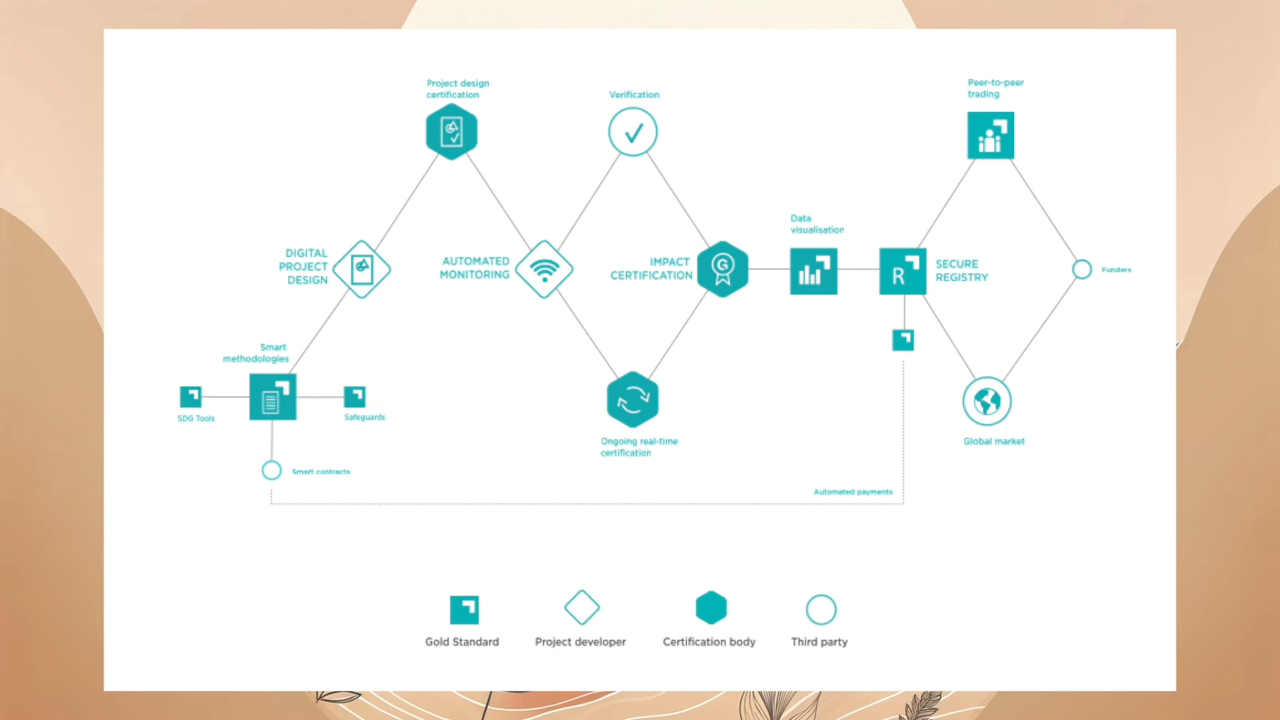 Project design
certification
Verification
Peer-to-peer
trading
Data
visualisation
DIGITAL
PROJECT
DESIGN
AUTOMATED
MONITORING
IMPACT
CERTIFICATION
G
R
SECURE
REGISTRY
Funders
Smart
methodologies
SDG Tools
Safeguards
Ongoing real-time
certification
Global market
Smart contracts
Automated payments
Gold Standard
Project developer
Certification body
Third party